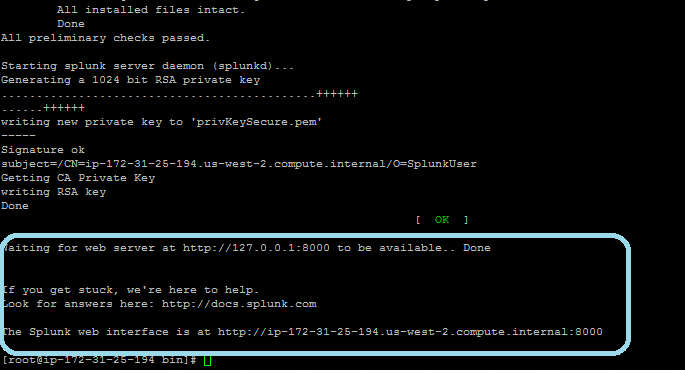 All installed files intact.
Done
All preliminary checks passed.
Starting splunk server daemon (splunkd)...
Generating a 1024 bit RSA private key
.............................................++++++
......++++++
writing new private key to 'privKeySecure.pem'
-----
Signature ok
subject=/CN=ip-172-31-25-194.us-west-2.compute.internal/O=SplunkUser
Getting CA Private Key
writing RSA key
Done
[ OK ]
Waiting for web server at http://127.0.0.1:8000 to be available.. Done
If you get stuck, we're here to help.
Look for answers here: http://docs.splunk.com
The Splunk web interface is at http://ip-172-31-25-194.us-west-2.compute.internal:8000
[root@ip-172-31-25-194 bin]#